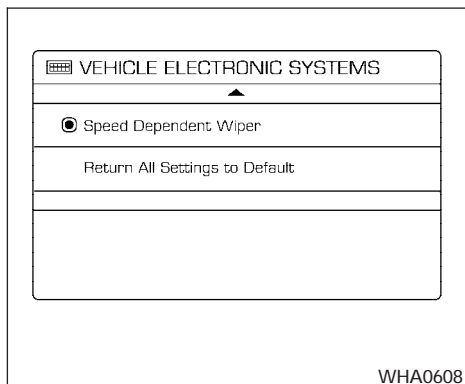 VEHICLE ELECTRONIC SYSTEMS
Speed Dependent Wiper
Return All Settings to Default
WHA0608